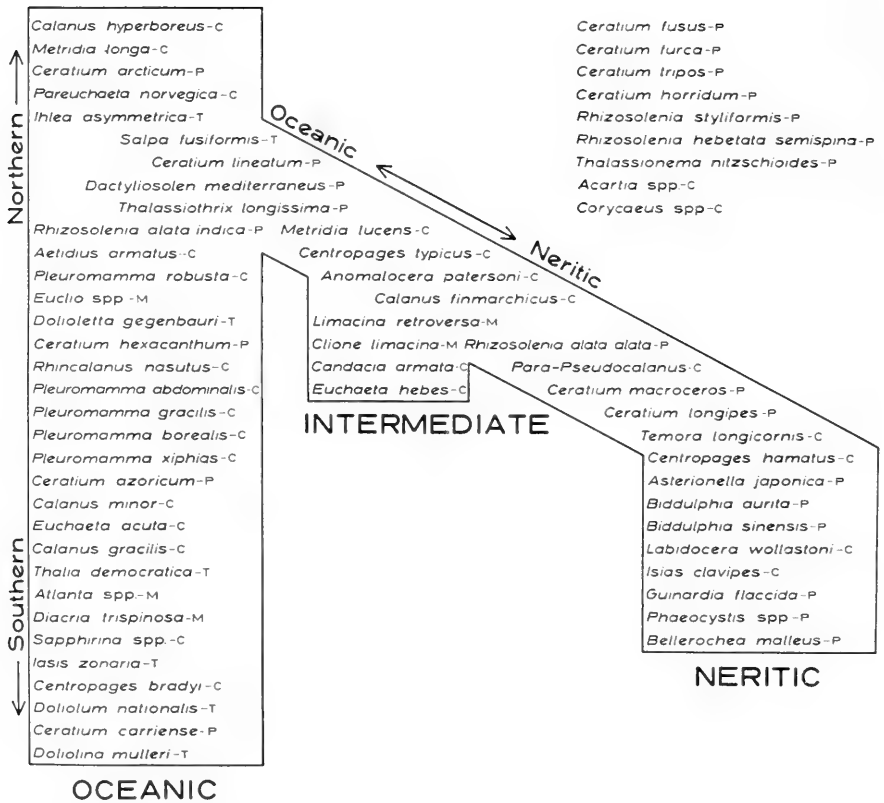 Calanus hyperboreus-C
Metridia longa-C
Ceratium arcticum-P
Pareuchaeta norvegica-C
Ihlea asymmetrica-T
Salpa fusiformis-T
Ceratium lineatum-P
Dactyliosolen mediterraneus-P
Thalassiothrix longissima-P
Rhizosolenia alata indica-P Metridia lucens-C
Aetidius armatus-C Centropages typicus-C
Pleuromamma robusta-C Anomalocera patersoni-C
Euclio spp-M Calanus finmarchicus-C
Dolioletta gegenbauri-T Limacina retroversa-M
Ceratium hexacanthum-P Clione limacina-M Rhizosolenia alata alata-P
Rhincalanus nasutus-C Candacia armata-C Para-Pseudocalanus-C
Pleuromamma abdominalis-C Euchaeta hebes-C Ceratium macroceros-P
Pleuromamma gracilis-C Ceratium longipes-P
Pleuromamma borealis-C Temora longicornis-C
Pleuromamma xiphias-C Centropages hamatus-C
Ceratium azoricum-P Asterionella japonica-P
Calanus minor-C Biddulphia aurita-P
Euchaeta acuta-C Biddulphia sinensis-P
Calanus gracilis-C Labidocera wollastoni-C
Thalia democratica-T Isias clavipes-C
Atlanta spp.-M Guinardia flaccida-P
Diacria trispinosa-M Phaeocystis spp-P
Sapphirina spp.-C Bellerochea malleus-P
Iasis zonaria-T
Centropages bradyi-C
Doliolum nationalis-T
Ceratium carriense-P
Doliolina mulleri-T
OCEANIC
INTERMEDIATE
NERITIC
Northern
Southern
Oceanic
Neritic
Ceratium fusus-P
Ceratium furca-P
Ceratium tripos-P
Ceratium horridum-P
Rhizosolenia styliformis-P
Rhizosolenia hebetata semispina-P
Thalassionema nitzschioides-P
Acartia spp.-C
Corycaeus spp-C